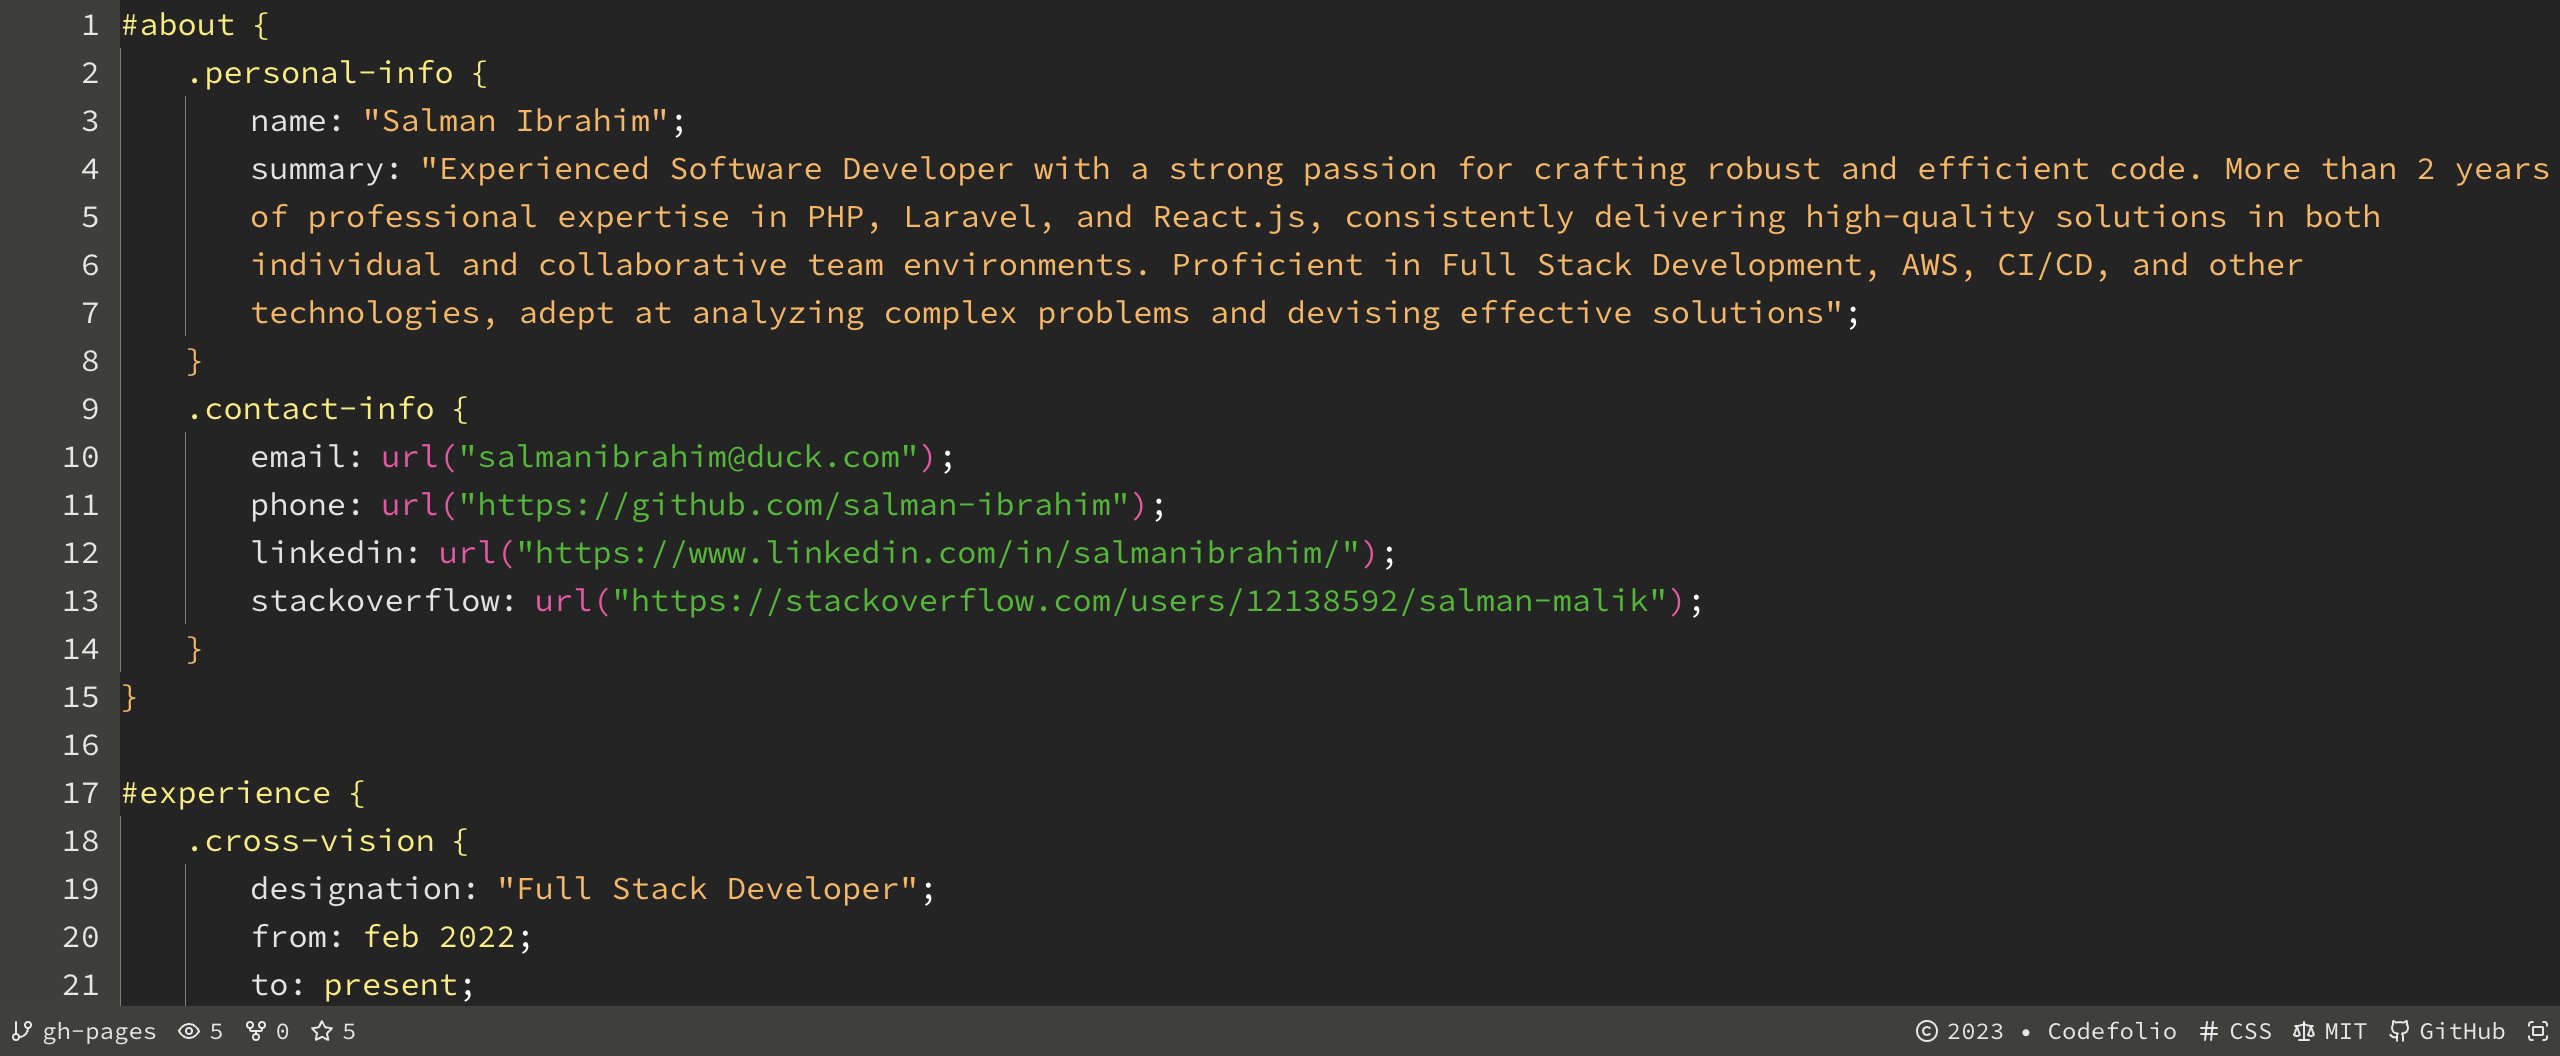 1 #about {
2 .personal-info {
3 name: "Salman Ibrahim";
4 summary: "Experienced Software Developer with a strong passion for crafting robust and efficient code. More than 2 years
5 of professional expertise in PHP, Laravel, and React.js, consistently delivering high-quality solutions in both
6 individual and collaborative team environments. Proficient in Full Stack Development, AWS, CI/CD, and other
7 technologies, adept at analyzing complex problems and devising effective solutions";
8 }
9 .contact-info {
10 email: url("salmanibrahim@duck.com");
11 phone: url("https://github.com/salman-ibrahim");
12 linkedin: url("https://www.linkedin.com/in/salmanibrahim/");
13 stackoverflow: url("https://stackoverflow.com/users/12138592/salman-malik");
14 }
15 }
16
17 #experience {
18 .cross-vision {
19 designation: "Full Stack Developer";
20 from: feb 2022;
21 to: present;
gh-pages 5 0 5 © 2023 • Codefolio # CSS MIT GitHub